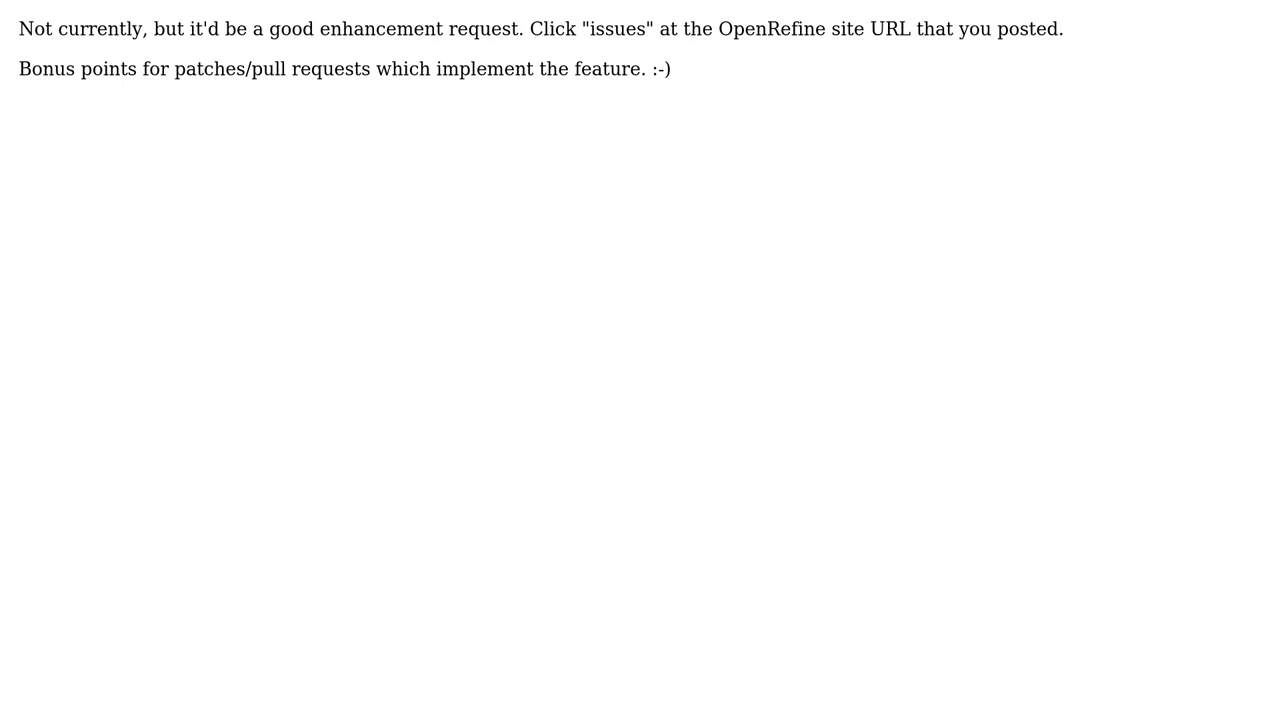 Not currently, but it'd be a good enhancement request. Click "issues" at the OpenRefine site URL that you posted.
Bonus points for patches/pull requests which implement the feature. :-)